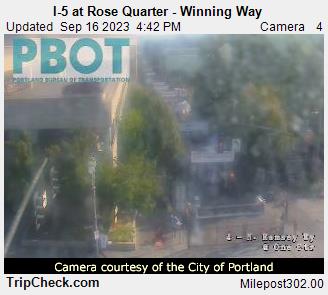 I-5 at Rose Quarter - Winning Way
Updated Sep 16 2023 4:42 PM Camera 4
PBOT
PORTLAND BUREAU OF TRANSPORTATION
Camera courtesy of the City of Portland
TripCheck.com Milepost302.00